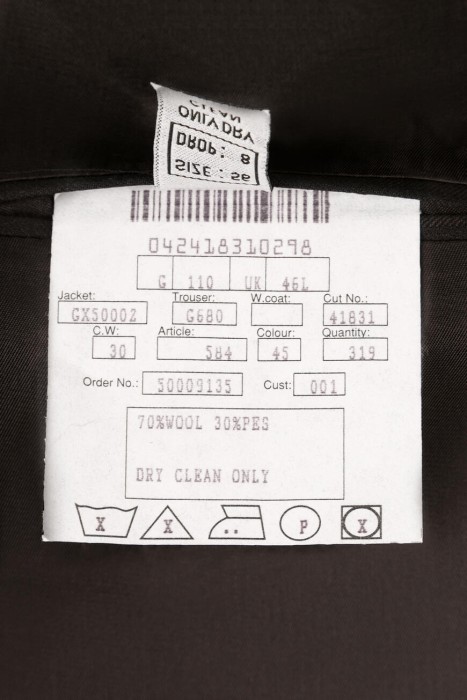 SIZE : 56
DROP: 8
ONLY DRY
CLEAN
042418310298
G 110 UK 46L
Jacket: Trouser: W.coat: Cut No.:
GX50002 G680 41831
C.W: Article: Colour: Quantity:
30 584 45 319
Order No.: 50009135 Cust: 001
70%WOOL 30%PES
DRY CLEAN ONLY
X X P X